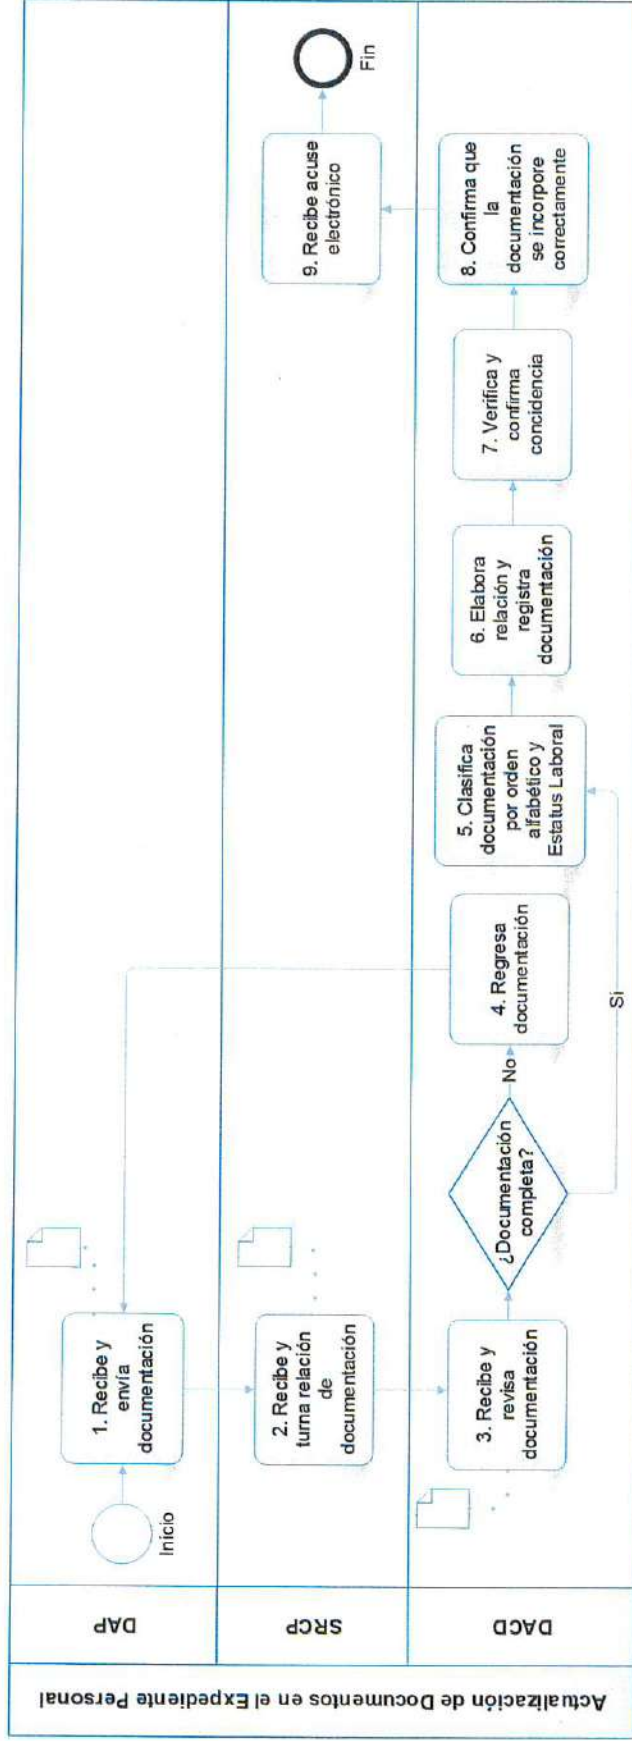 Actualización de Documentos en el Expediente Personal
DAP
Inicio
1. Recibe y
envía
documentación
SRCP
2. Recibe y
turna relación
de
documentación
9. Recibe acuse
electrónico
Fin
DACD
3. Recibe y
revisa
documentación
¿Documentación
completa?
No
Si
4. Regresa
documentación
5. Clasifica
documentación
por orden
alfabético y
Estatus Laboral
6. Elabora
relación y
registra
documentación
7. Verifica y
confirma
concidencia
8. Confirma que
la
documentación
se incorpore
correctamente